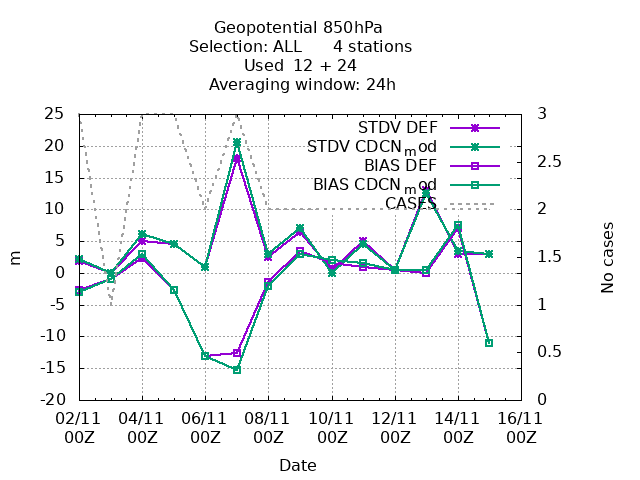 Geopotential 850hPa
Selection: ALL      4 stations
Used  12 + 24
Averaging window: 24h
25
20
15
10
5
0
-5
-10
-15
-20
m
3
2.5
2
1.5
1
0.5
0
No cases
STDV DEF
STDV CDCNmod
BIAS DEF
BIAS CDCNmod
CASES
02/11 04/11 06/11 08/11 10/11 12/11 14/11 16/11
00Z 00Z 00Z 00Z 00Z 00Z 00Z 00Z
Date